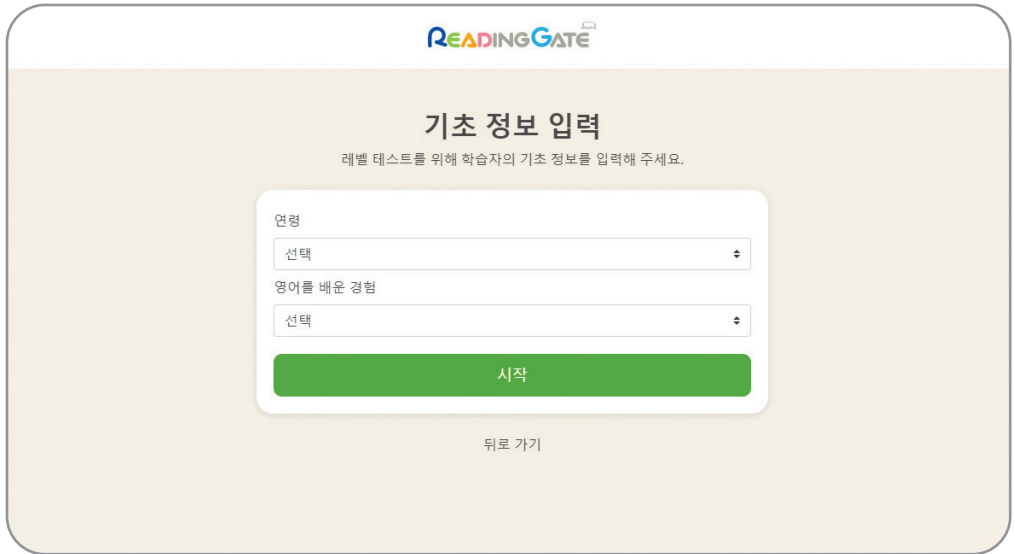 READINGGATE
기초 정보 입력
레벨 테스트를 위해 학습자의 기초 정보를 입력해 주세요.
연령
선택
영어를 배운 경험
선택
시작
뒤로 가기